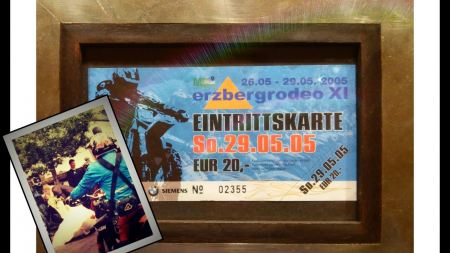 26.05 - 29.05. 2005
erzbergrodeo XI
EINTRITTSKARTE
So.29.05.05
EUR 20,-
SIEMENS Nº 02355
So.29.05.05
EUR 20,-